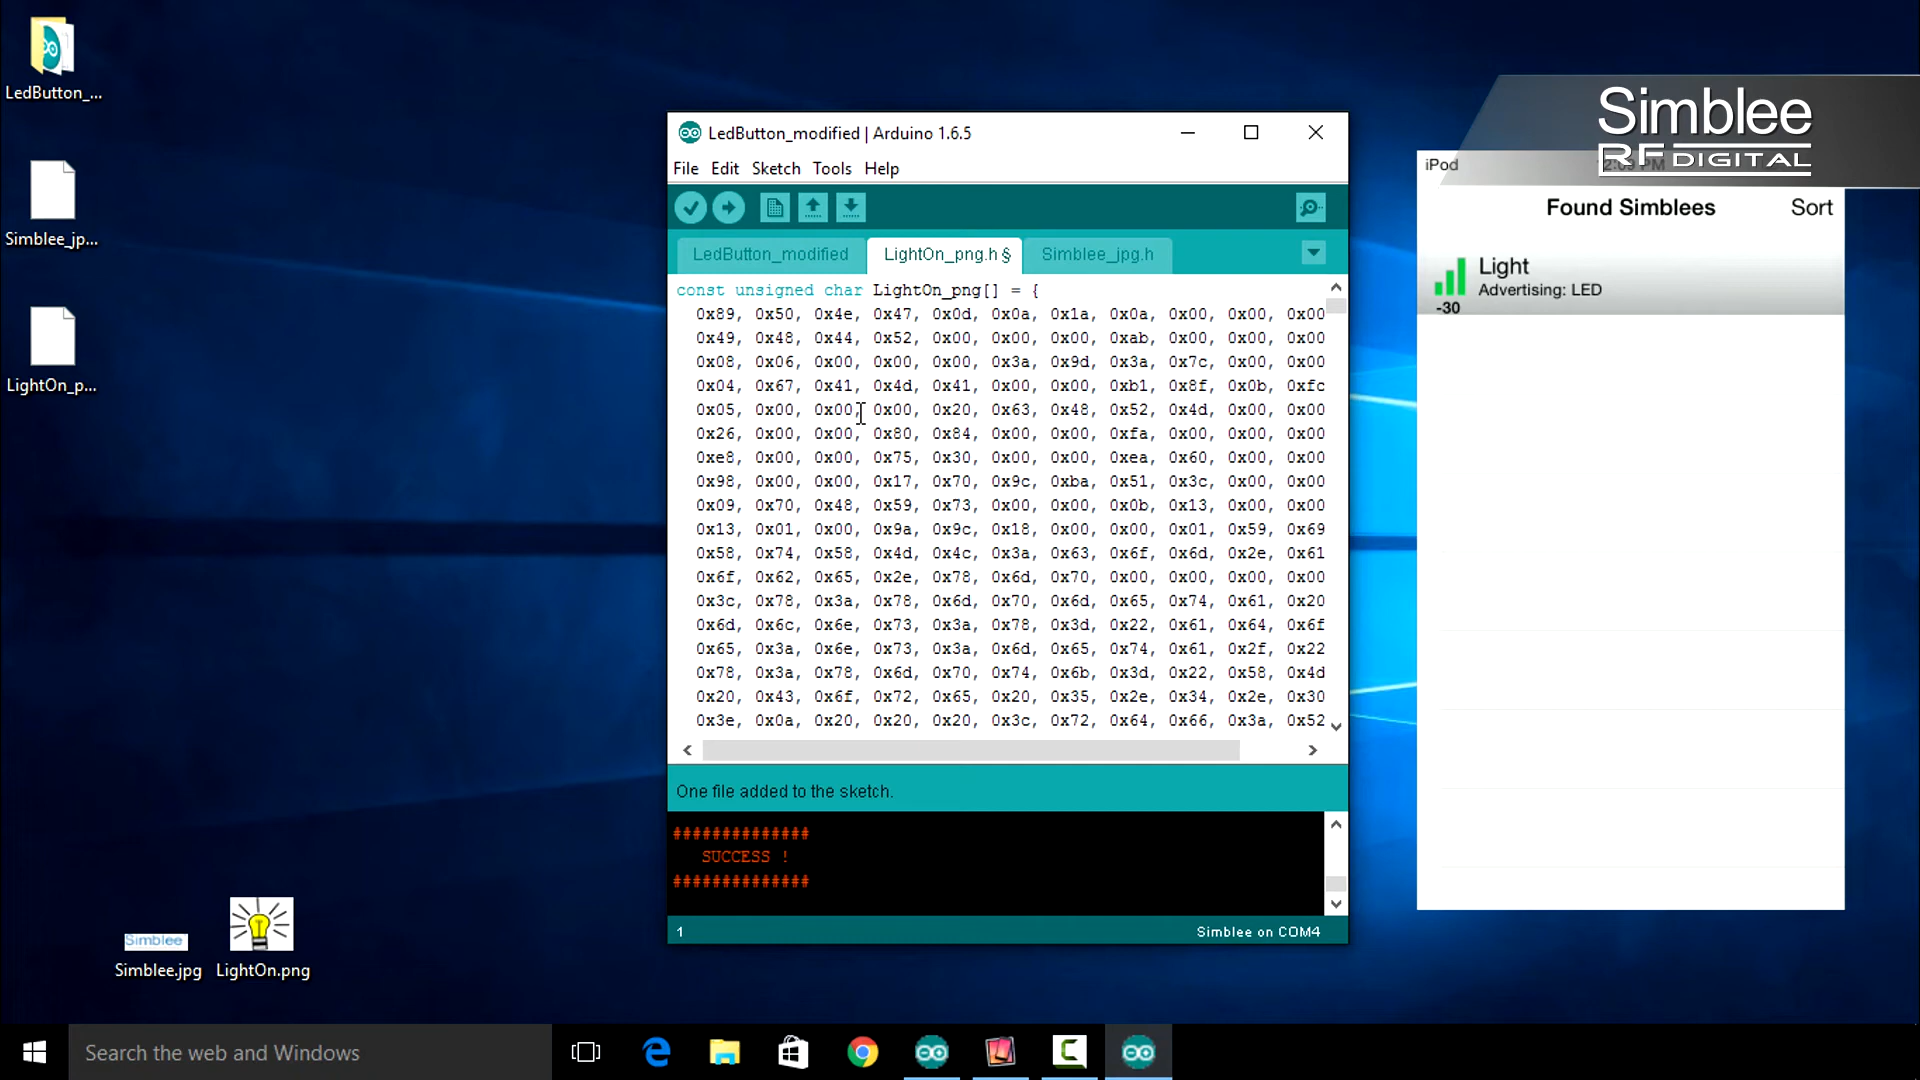 LedButton_...
Simblee_jp...
LightOn_p...
Simblee
Simblee.jpg
LightOn.png
LedButton_modified | Arduino 1.6.5
File Edit Sketch Tools Help
LedButton_modified
LightOn_png.h §
Simblee_jpg.h
const unsigned char LightOn_png[] = {
0x89, 0x50, 0x4e, 0x47, 0x0d, 0x0a, 0x1a, 0x0a, 0x00, 0x00, 0x00
0x49, 0x48, 0x44, 0x52, 0x00, 0x00, 0x00, 0xab, 0x00, 0x00, 0x00
0x08, 0x06, 0x00, 0x00, 0x00, 0x3a, 0x9d, 0x3a, 0x7c, 0x00, 0x00
0x04, 0x67, 0x41, 0x4d, 0x41, 0x00, 0x00, 0xb1, 0x8f, 0x0b, 0xfc
0x05, 0x00, 0x00, 0x00, 0x20, 0x63, 0x48, 0x52, 0x4d, 0x00, 0x00
0x26, 0x00, 0x00, 0x80, 0x84, 0x00, 0x00, 0xfa, 0x00, 0x00, 0x00
0xe8, 0x00, 0x00, 0x75, 0x30, 0x00, 0x00, 0xea, 0x60, 0x00, 0x00
0x98, 0x00, 0x00, 0x17, 0x70, 0x9c, 0xba, 0x51, 0x3c, 0x00, 0x00
0x09, 0x70, 0x48, 0x59, 0x73, 0x00, 0x00, 0x0b, 0x13, 0x00, 0x00
0x13, 0x01, 0x00, 0x9a, 0x9c, 0x18, 0x00, 0x00, 0x01, 0x59, 0x69
0x58, 0x74, 0x58, 0x4d, 0x4c, 0x3a, 0x63, 0x6f, 0x6d, 0x2e, 0x61
0x6f, 0x62, 0x65, 0x2e, 0x78, 0x6d, 0x70, 0x00, 0x00, 0x00, 0x00
0x3c, 0x78, 0x3a, 0x78, 0x6d, 0x70, 0x6d, 0x65, 0x74, 0x61, 0x20
0x6d, 0x6c, 0x6e, 0x73, 0x3a, 0x78, 0x3d, 0x22, 0x61, 0x64, 0x6f
0x65, 0x3a, 0x6e, 0x73, 0x3a, 0x6d, 0x65, 0x74, 0x61, 0x2f, 0x22
0x78, 0x3a, 0x78, 0x6d, 0x70, 0x74, 0x6b, 0x3d, 0x22, 0x58, 0x4d
0x20, 0x43, 0x6f, 0x72, 0x65, 0x20, 0x35, 0x2e, 0x34, 0x2e, 0x30
0x3e, 0x0a, 0x20, 0x20, 0x20, 0x3c, 0x72, 0x64, 0x66, 0x3a, 0x52
One file added to the sketch.
##############
SUCCESS !
##############
1
Simblee on COM4
Simblee
RF DIGITAL
iPod
Found Simblees
Sort
Light
Advertising: LED
-30
Search the web and Windows